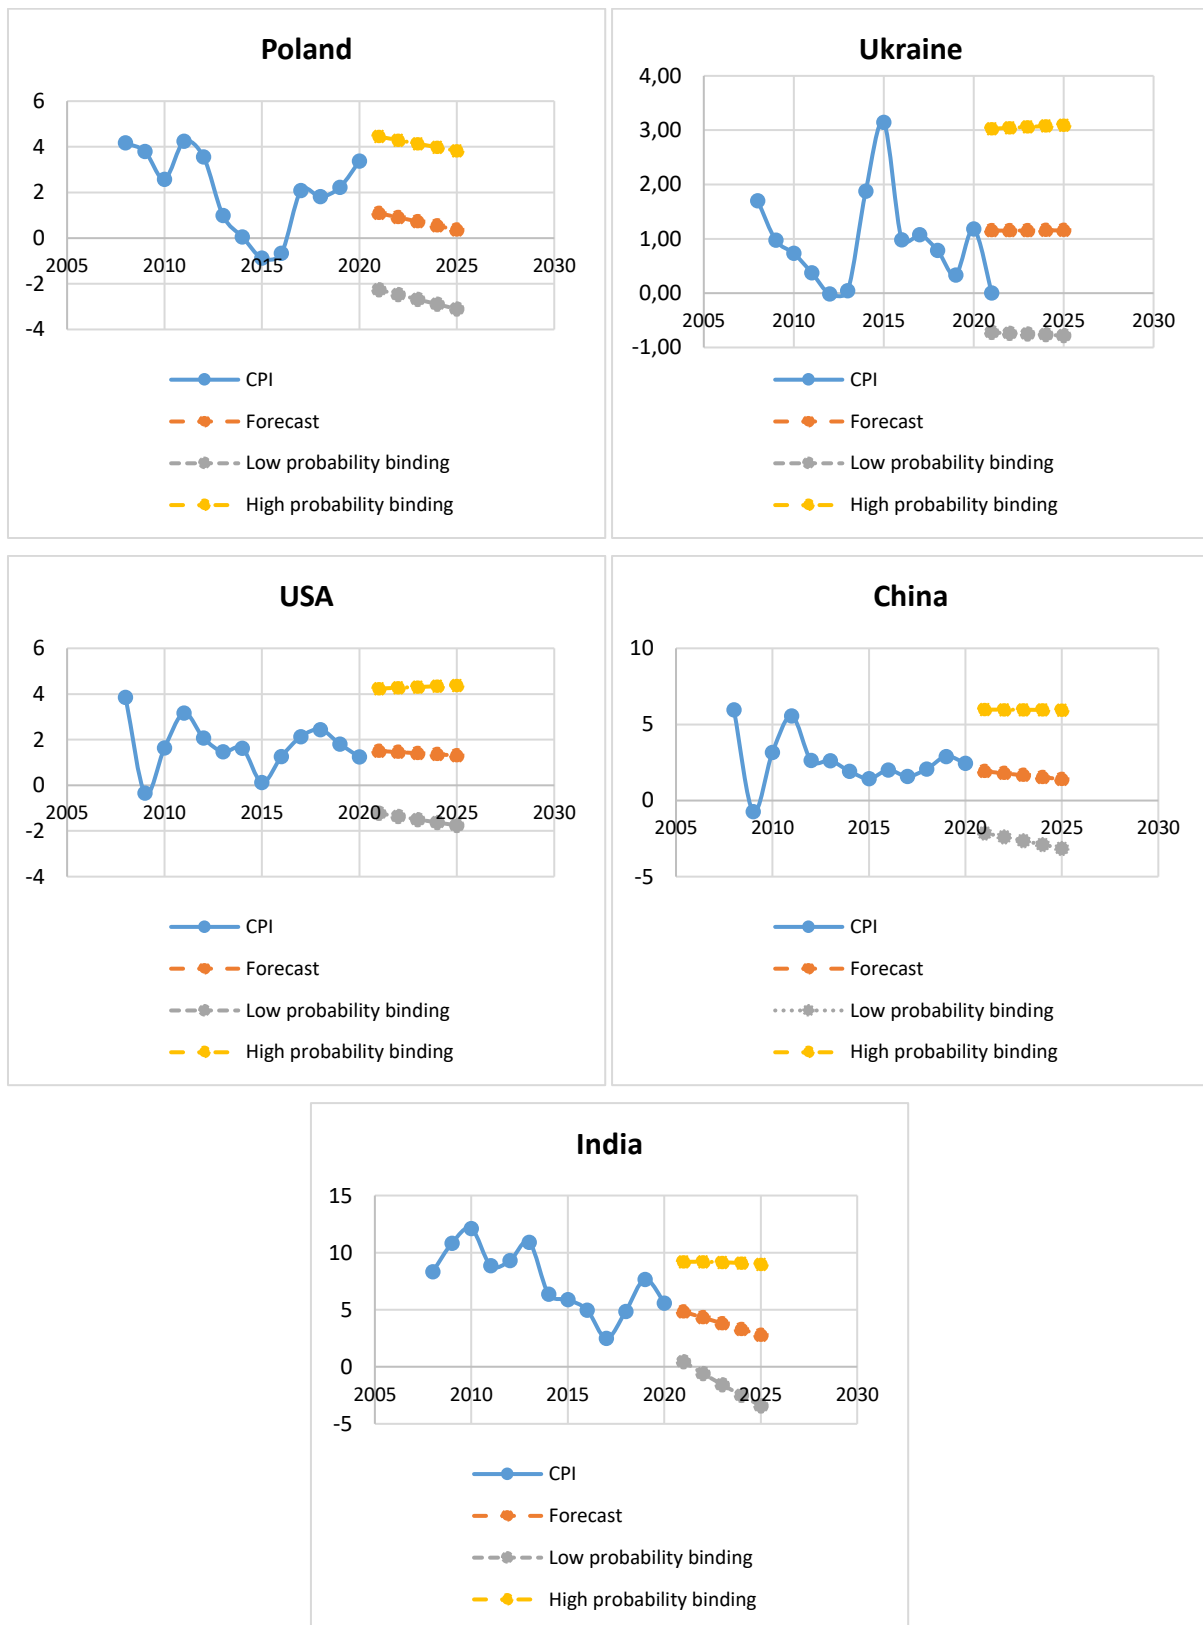 Poland
6
4
2
0
-2
-4
2005 2010 2015 2020 2025 2030
CPI
Forecast
Low probability binding
High probability binding
Ukraine
4,00
3,00
2,00
1,00
0,00
-1,00
2005 2010 2015 2020 2025 2030
CPI
Forecast
Low probability binding
High probability binding
USA
6
4
2
0
-2
-4
2005 2010 2015 2020 2025 2030
CPI
Forecast
Low probability binding
High probability binding
China
10
5
0
-5
2005 2010 2015 2020 2025 2030
CPI
Forecast
Low probability binding
High probability binding
India
15
10
5
0
-5
2005 2010 2015 2020 2025 2030
CPI
Forecast
Low probability binding
High probability binding